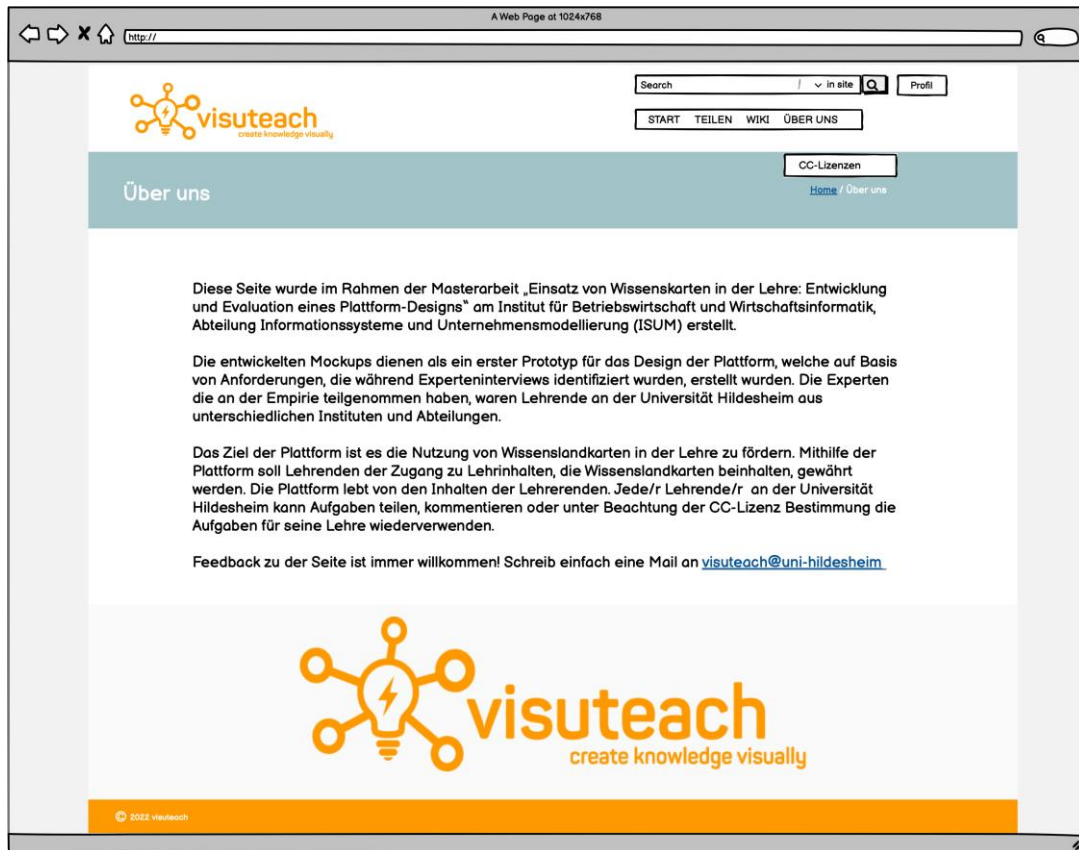 A Web Page at 1024x768
http://
visuteach
create knowledge visually
Search
in site
Profil
START TEILEN WIKI ÜBER UNS
CC-Lizenzen
Über uns
Home / Über uns
Diese Seite wurde im Rahmen der Masterarbeit „Einsatz von Wissenskarten in der Lehre: Entwicklung
und Evaluation eines Plattform-Designs“ am Institut für Betriebswirtschaft und Wirtschaftsinformatik,
Abteilung Informationssysteme und Unternehmensmodellierung (ISUM) erstellt.
Die entwickelten Mockups dienen als ein erster Prototyp für das Design der Plattform, welche auf Basis
von Anforderungen, die während Experteninterviews identifiziert wurden, erstellt wurden. Die Experten
die an der Empirie teilgenommen haben, waren Lehrende an der Universität Hildesheim aus
unterschiedlichen Instituten und Abteilungen.
Das Ziel der Plattform ist es die Nutzung von Wissenslandkarten in der Lehre zu fördern. Mithilfe der
Plattform soll Lehrenden der Zugang zu Lehrinhalten, die Wissenslandkarten beinhalten, gewährt
werden. Die Plattform lebt von den Inhalten der Lehrerenden. Jede/r Lehrende/r an der Universität
Hildesheim kann Aufgaben teilen, kommentieren oder unter Beachtung der CC-Lizenz Bestimmung die
Aufgaben für seine Lehre wiederverwenden.
Feedback zu der Seite ist immer willkommen! Schreib einfach eine Mail an visuteach@uni-hildesheim
visuteach
create knowledge visually
© 2022 visuteach